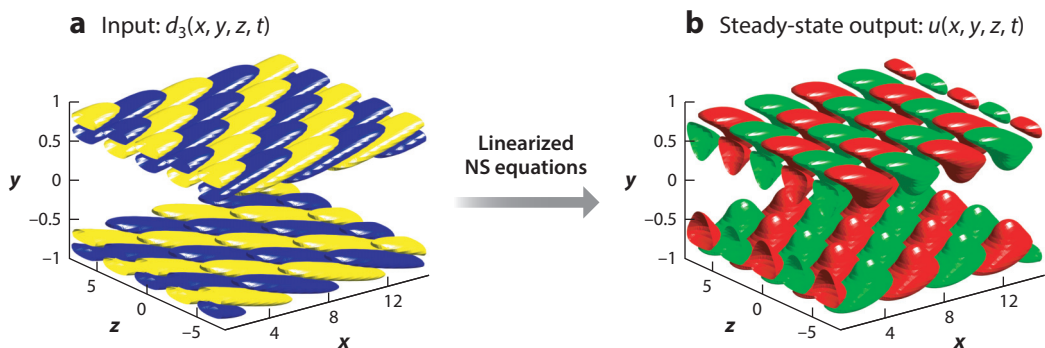 a Input: d₃(x, y, z, t)
1
0.5
y 0
−0.5
−1
5
0
−5
z
4
8
12
x
Linearized
NS equations
b Steady-state output: u(x, y, z, t)
1
0.5
y 0
−0.5
−1
5
0
−5
z
4
8
12
x